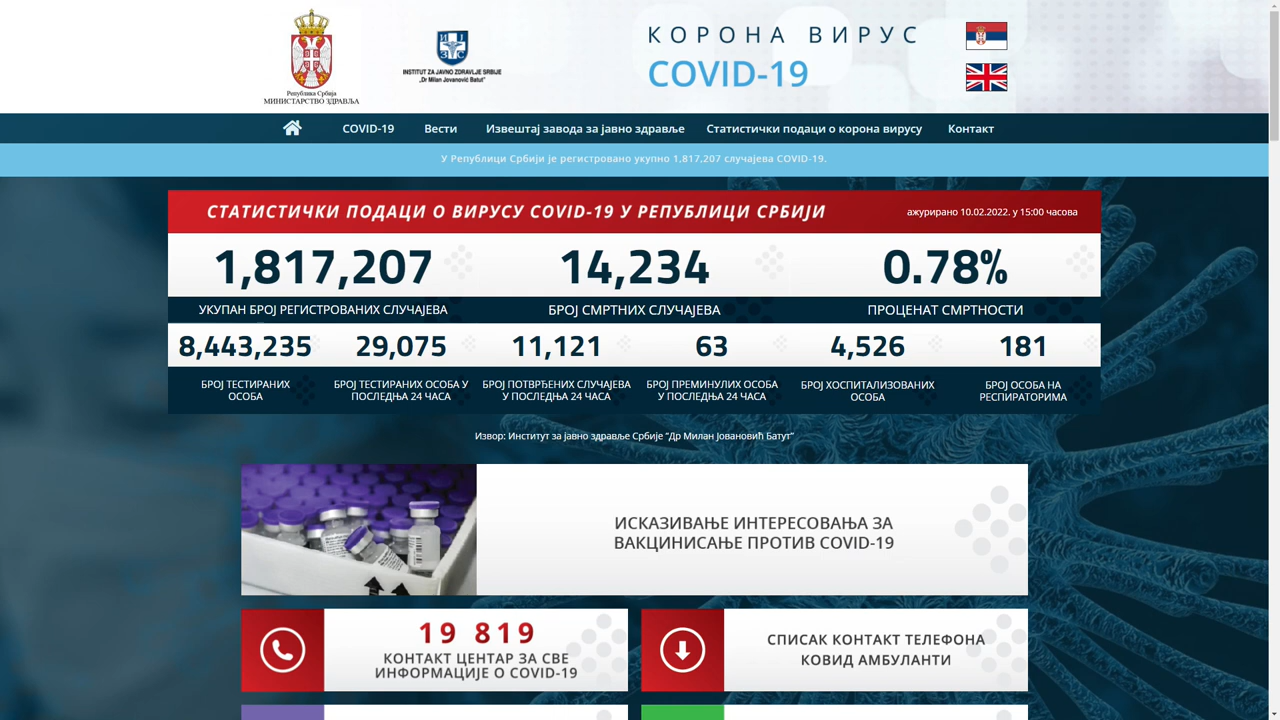 Република Србија
МИНИСТАРСТВО ЗДРАВЉА
INSTITUT ZA JAVNO ZDRAVLJE SRBIJE
„Dr Milan Jovanović Batut"
КОРОНА ВИРУС
COVID-19
COVID-19 Вести Извештај завода за јавно здравље Статистички подаци о корона вирусу Контакт
У Републици Србији је регистровано укупно 1,817,207 случајева COVID-19.
СТАТИСТИЧКИ ПОДАЦИ О ВИРУСУ COVID-19 У РЕПУБЛИЦИ СРБИЈИ
ажурирано 10.02.2022. у 15:00 часова
1,817,207 14,234 0.78%
УКУПАН БРОЈ РЕГИСТРОВАНИХ СЛУЧАЈЕВА БРОЈ СМРТНИХ СЛУЧАЈЕВА ПРОЦЕНАТ СМРТНОСТИ
8,443,235 29,075 11,121 63 4,526 181
БРОЈ ТЕСТИРАНИХ
ОСОБА
БРОЈ ТЕСТИРАНИХ ОСОБА У
ПОСЛЕДЊА 24 ЧАСА
БРОЈ ПОТВРЂЕНИХ СЛУЧАЈЕВА
У ПОСЛЕДЊА 24 ЧАСА
БРОЈ ПРЕМИНУЛИХ ОСОБА
У ПОСЛЕДЊА 24 ЧАСА
БРОЈ ХОСПИТАЛИЗОВАНИХ
ОСОБА
БРОЈ ОСОБА НА
РЕСПИРАТОРИМА
Извор: Институт за јавно здравље Србије "Др Милан Јовановић Батут"
ИСКАЗИВАЊЕ ИНТЕРЕСОВАЊА ЗА
ВАКЦИНИСАЊЕ ПРОТИВ COVID-19
19 819
КОНТАКТ ЦЕНТАР ЗА СВЕ
ИНФОРМАЦИЈЕ О COVID-19
СПИСАК КОНТАКТ ТЕЛЕФОНА
КОВИД АМБУЛАНТИ